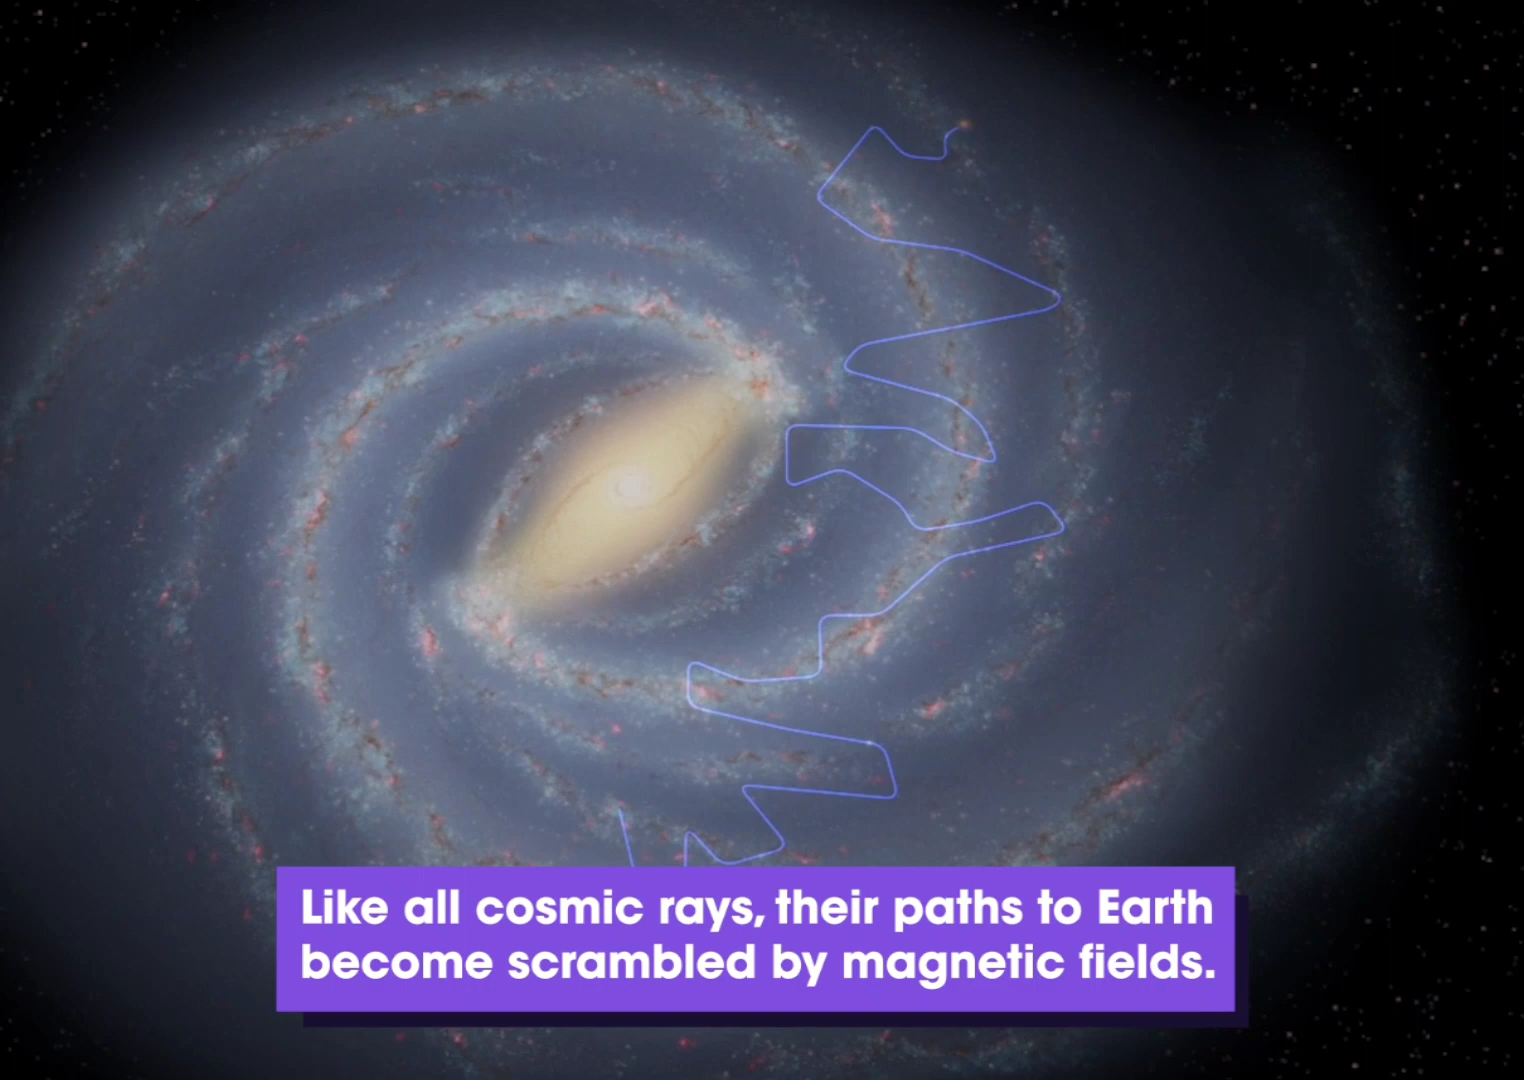 Like all cosmic rays, their paths to Earth
become scrambled by magnetic fields.